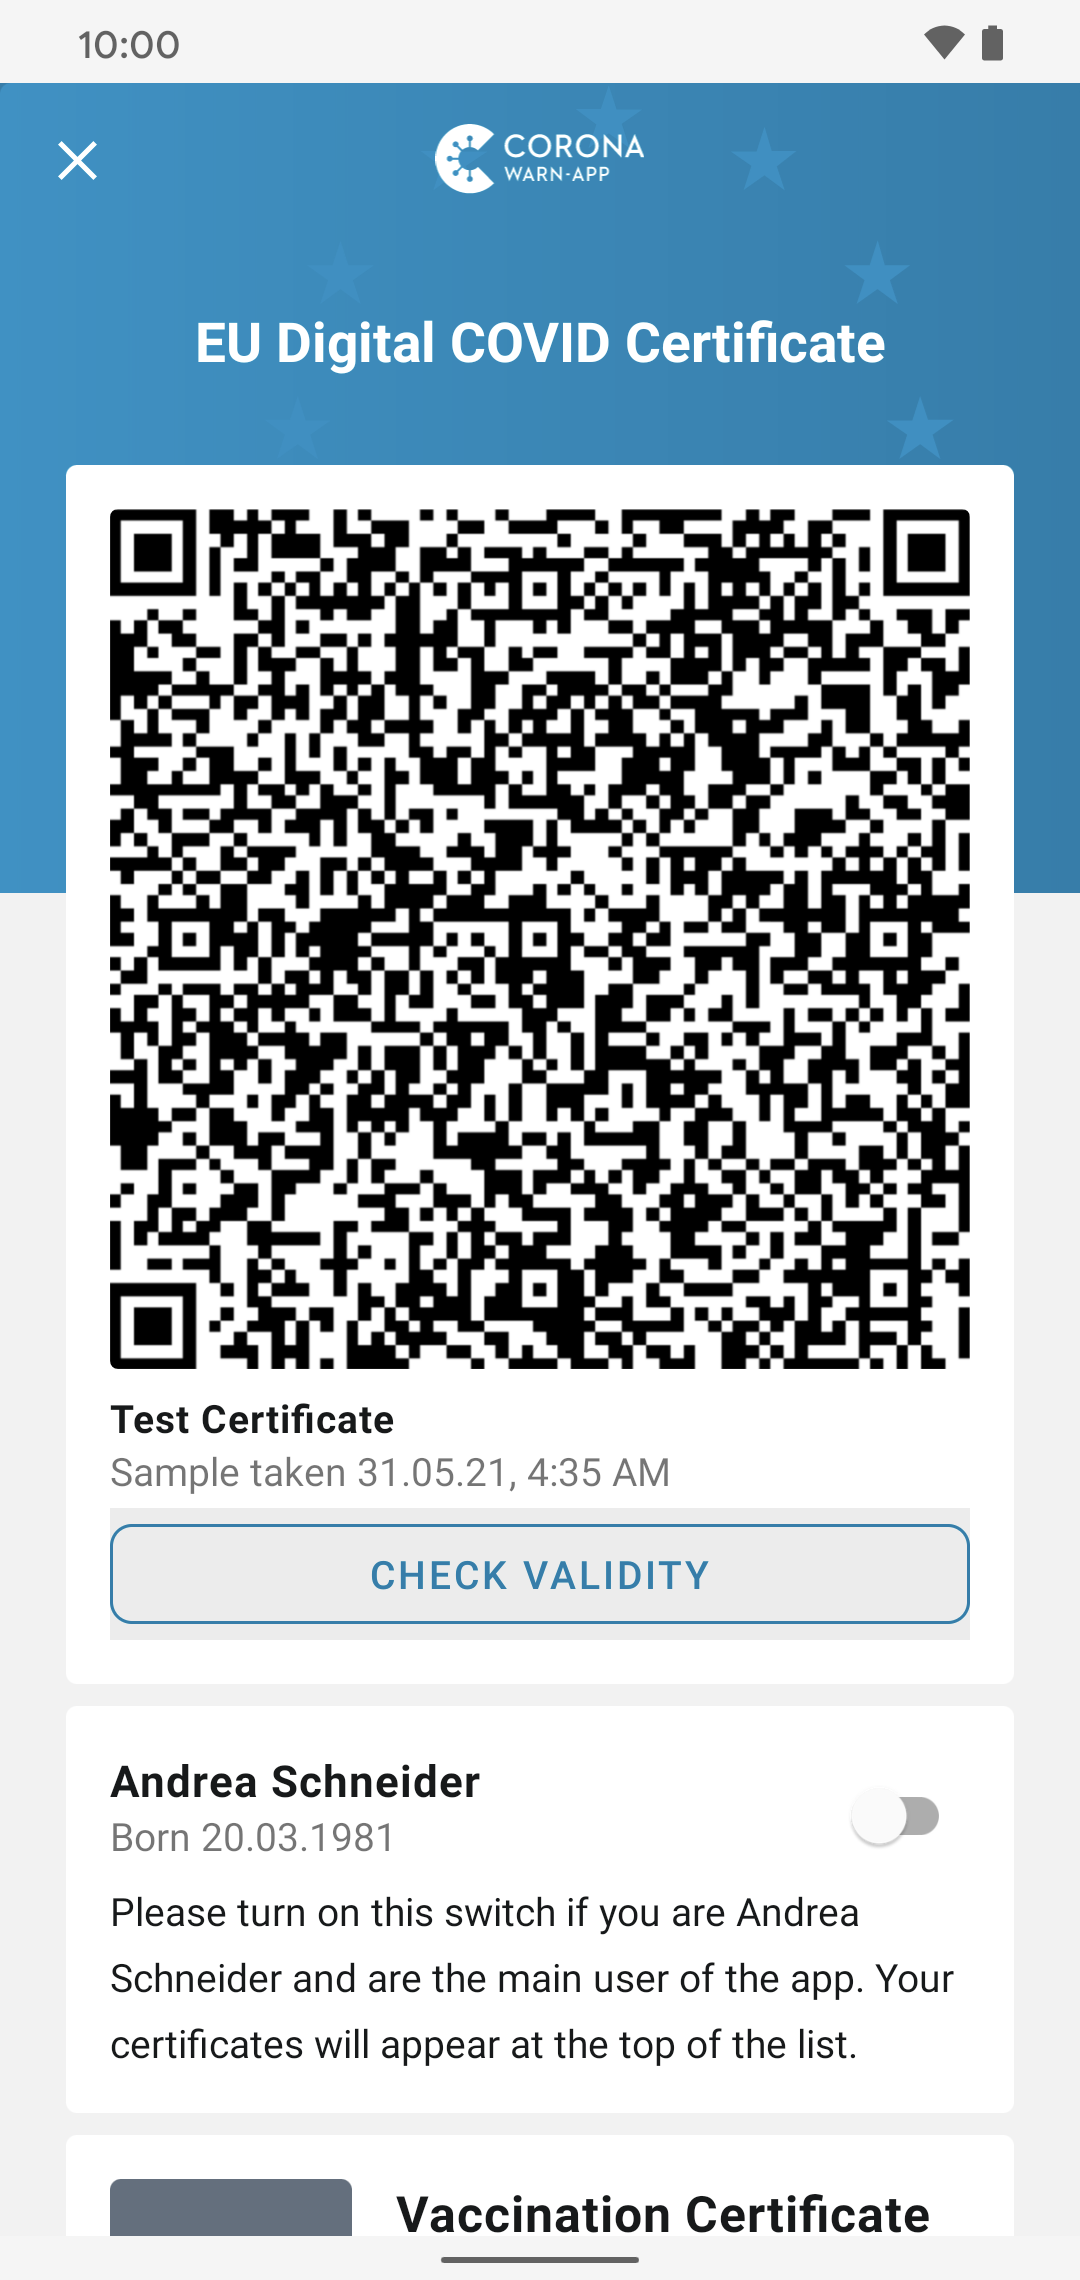 10:00
CORONA
WARN-APP
EU Digital COVID Certificate
Test Certificate
Sample taken 31.05.21, 4:35 AM
CHECK VALIDITY
Andrea Schneider
Born 20.03.1981
Please turn on this switch if you are Andrea
Schneider and are the main user of the app. Your
certificates will appear at the top of the list.
Vaccination Certificate